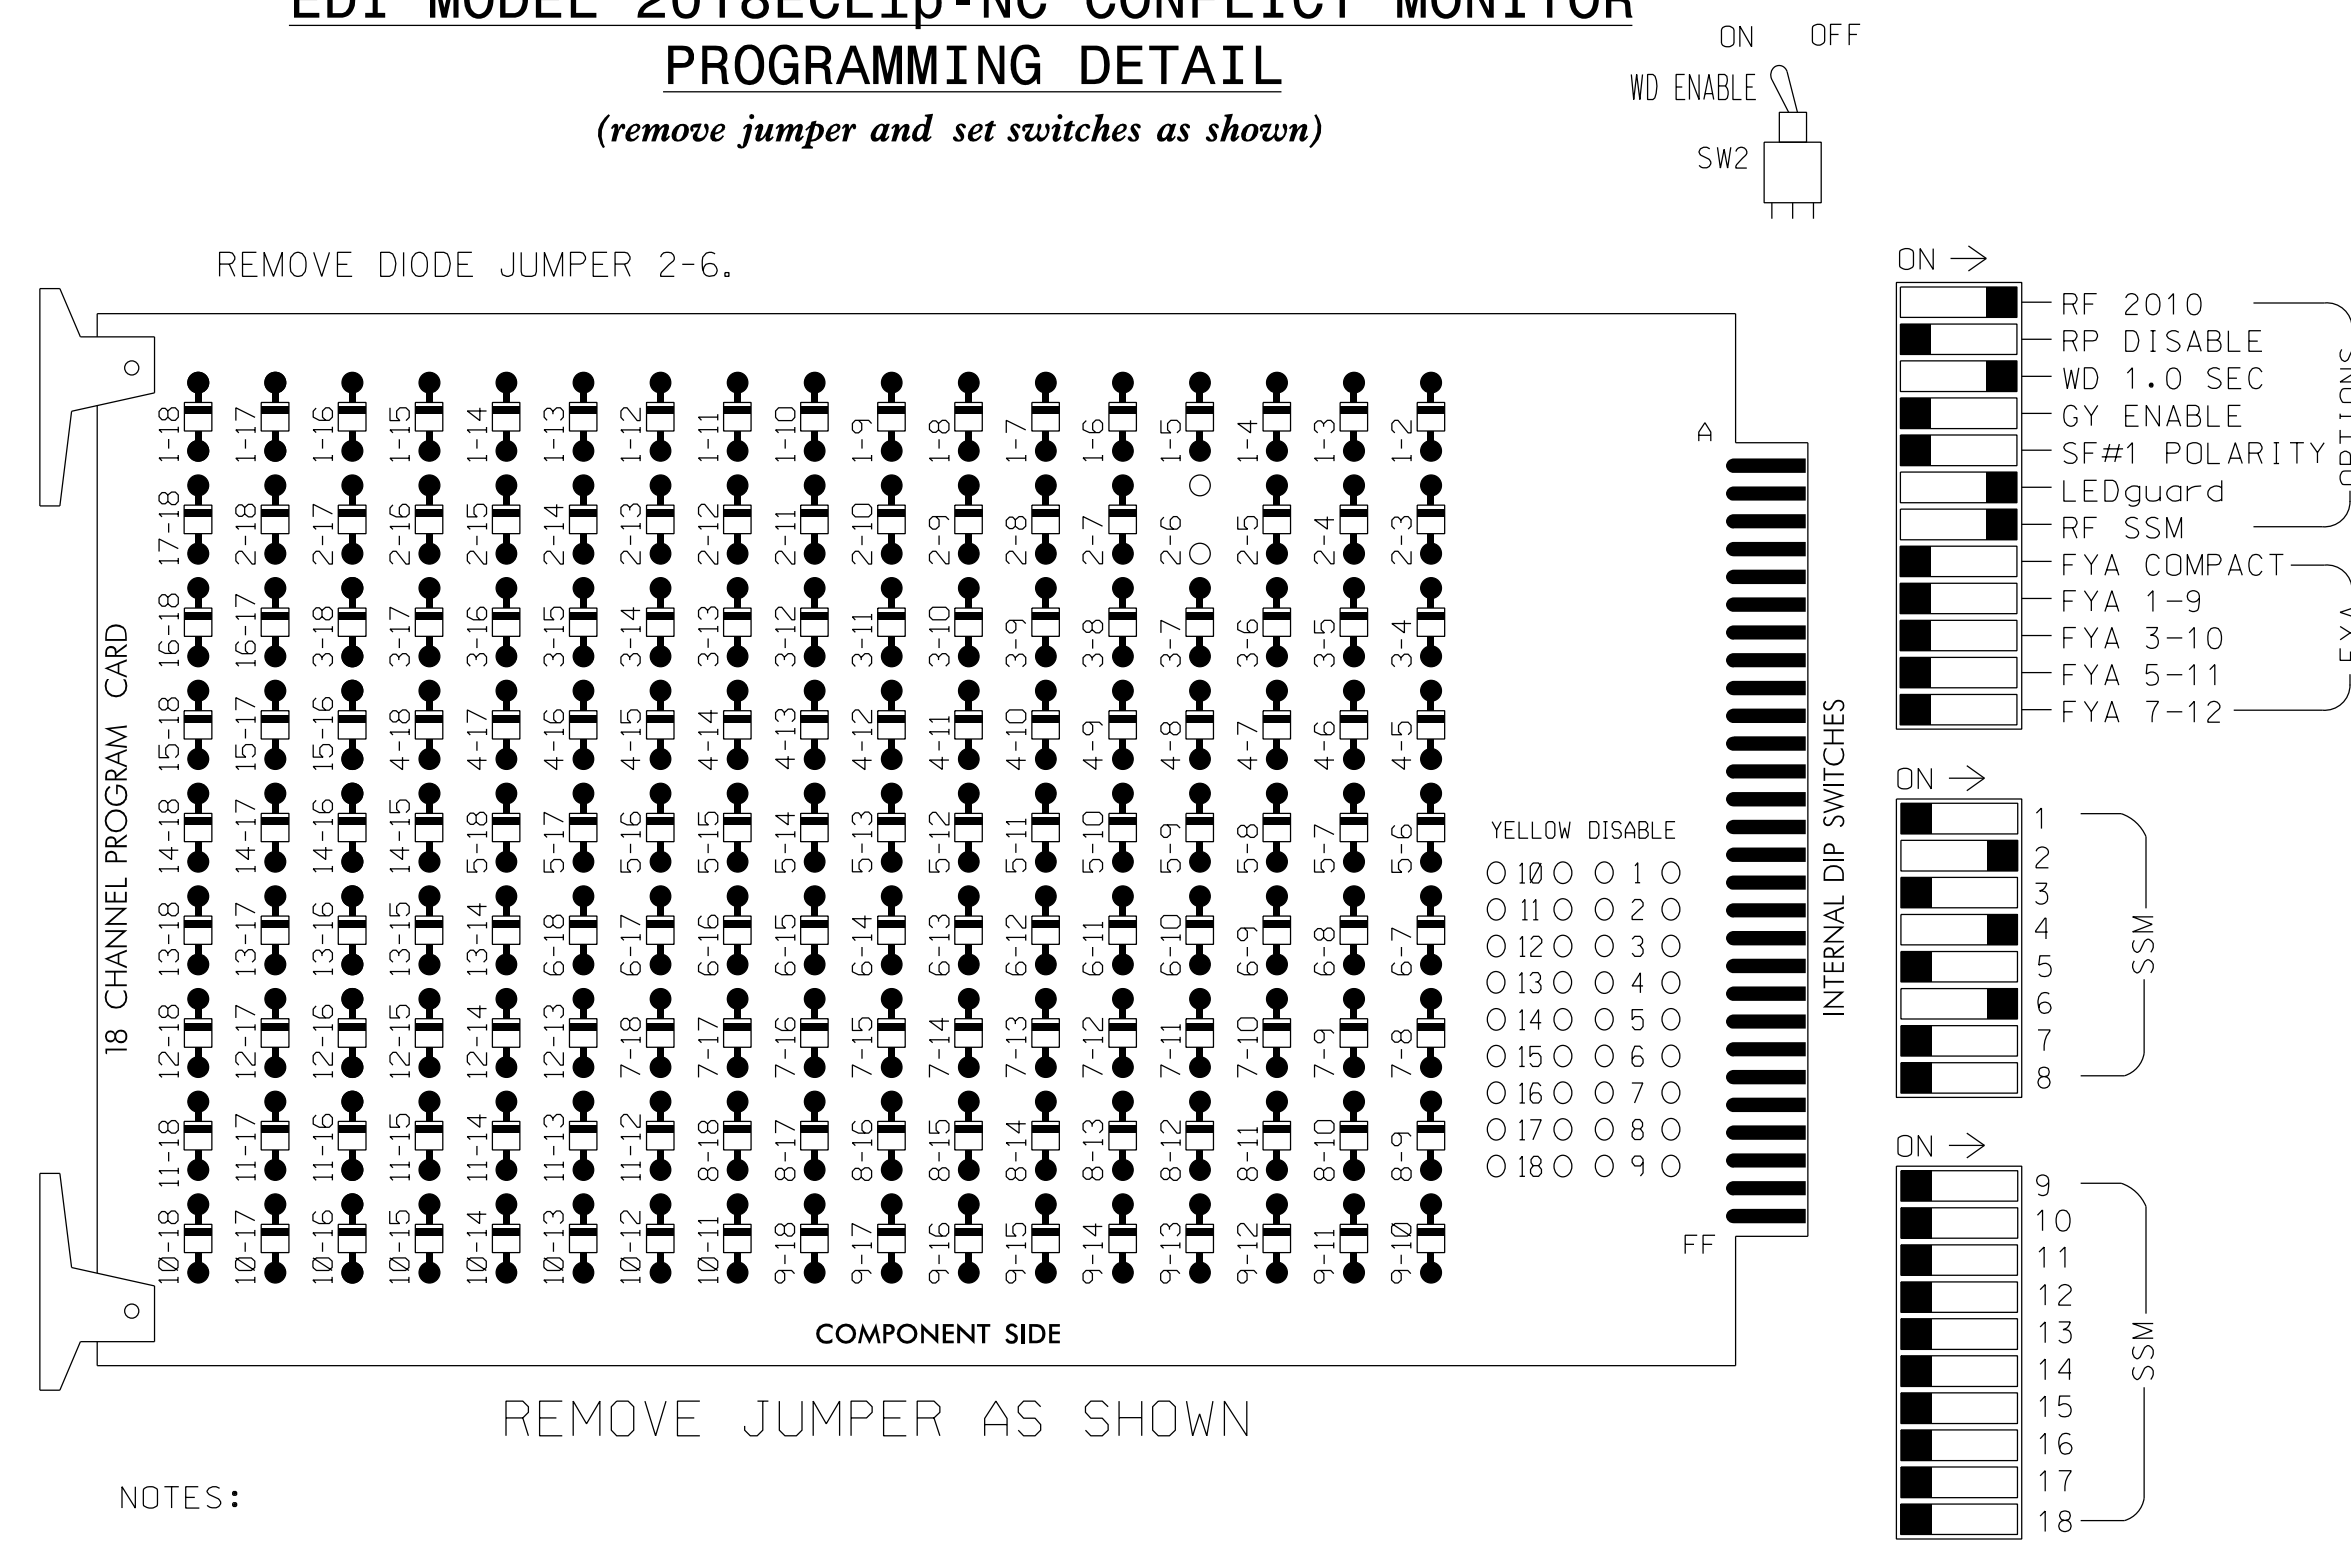 EDI MODEL 2018ECLip-NC CONFLICT MONITOR
PROGRAMMING DETAIL
(remove jumper and set switches as shown)
ON OFF
WD ENABLE
SW2
REMOVE DIODE JUMPER 2-6.
1-18 1-17 1-16 1-15 1-14 1-13 1-12 1-11 1-10 1-9 1-8 1-7 1-6 1-5 1-4 1-3 1-2
17-18 2-18 2-17 2-16 2-15 2-14 2-13 2-12 2-11 2-10 2-9 2-8 2-7 2-6 2-5 2-4 2-3
16-18 16-17 3-18 3-17 3-16 3-15 3-14 3-13 3-12 3-11 3-10 3-9 3-8 3-7 3-6 3-5 3-4
15-18 15-17 15-16 4-18 4-17 4-16 4-15 4-14 4-13 4-12 4-11 4-10 4-9 4-8 4-7 4-6 4-5
14-18 14-17 14-16 14-15 5-18 5-17 5-16 5-15 5-14 5-13 5-12 5-11 5-10 5-9 5-8 5-7 5-6
13-18 13-17 13-16 13-15 13-14 6-18 6-17 6-16 6-15 6-14 6-13 6-12 6-11 6-10 6-9 6-8 6-7
12-18 12-17 12-16 12-15 12-14 12-13 7-18 7-17 7-16 7-15 7-14 7-13 7-12 7-11 7-10 7-9 7-8
11-18 11-17 11-16 11-15 11-14 11-13 11-12 8-18 8-17 8-16 8-15 8-14 8-13 8-12 8-11 8-10 8-9
10-18 10-17 10-16 10-15 10-14 10-13 10-12 10-11 9-18 9-17 9-16 9-15 9-14 9-13 9-12 9-11 9-10
18 CHANNEL PROGRAM CARD
A
FF
YELLOW DISABLE
10 1
11 2
12 3
13 4
14 5
15 6
16 7
17 8
18 9
COMPONENT SIDE
INTERNAL DIP SWITCHES
ON
RF 2010
RP DISABLE
WD 1.0 SEC
GY ENABLE
SF#1 POLARITY
LEDguard
RF SSM
OPTIONS
FYA COMPACT
FYA 1-9
FYA 3-10
FYA 5-11
FYA 7-12
FYA
ON
1
2
3
4
5
6
7
8
SSM
ON
9
10
11
12
13
14
15
16
17
18
SSM
REMOVE JUMPER AS SHOWN
NOTES: